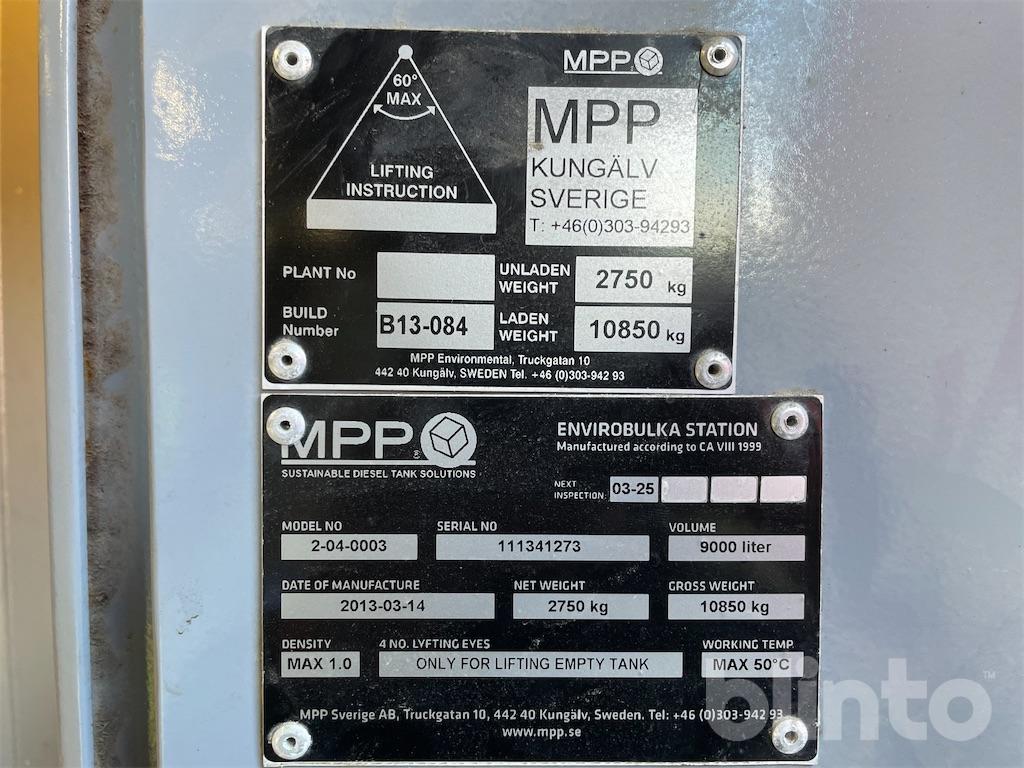 60°
MAX
LIFTING
INSTRUCTION
MPP
MPP
KUNGÄLV
SVERIGE
T: +46(0)303-94293
PLANT No
UNLADEN WEIGHT 2750 kg
BUILD Number B13-084
LADEN WEIGHT 10850 kg
MPP Environmental, Truckgatan 10
442 40 Kungälv, SWEDEN Tel. +46 (0)303-942 93
MPP®
SUSTAINABLE DIESEL TANK SOLUTIONS
ENVIROBULKA STATION
Manufactured according to CA VIII 1999
NEXT INSPECTION: 03-25
MODEL NO SERIAL NO VOLUME
2-04-0003 111341273 9000 liter
DATE OF MANUFACTURE NET WEIGHT GROSS WEIGHT
2013-03-14 2750 kg 10850 kg
DENSITY 4 NO. LYFTING EYES WORKING TEMP
MAX 1.0 ONLY FOR LIFTING EMPTY TANK MAX 50°C
MPP Sverige AB, Truckgatan 10, 442 40 Kungälv, Sweden. Tel: +46 (0)303-942 93
www.mpp.se
blinto™